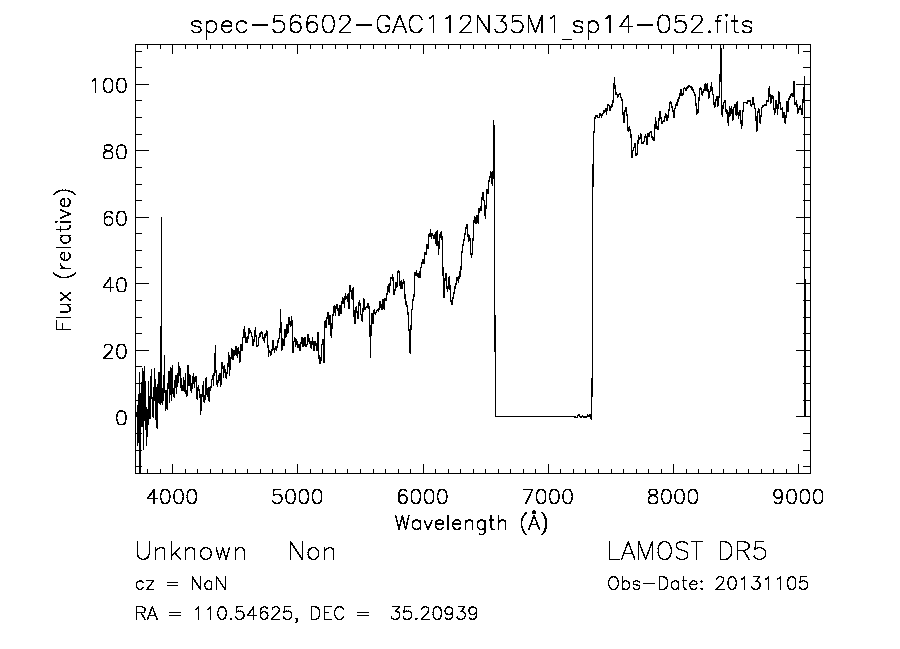 spec-56602-GAC112N35M1_sp14-052.fits
100
80
60
40
20
0
Flux (relative)
4000 5000 6000 7000 8000 9000
Wavelength (Å)
Unknown Non LAMOST DR5
cz = NaN Obs-Date: 20131105
RA = 110.54625, DEC = 35.20939